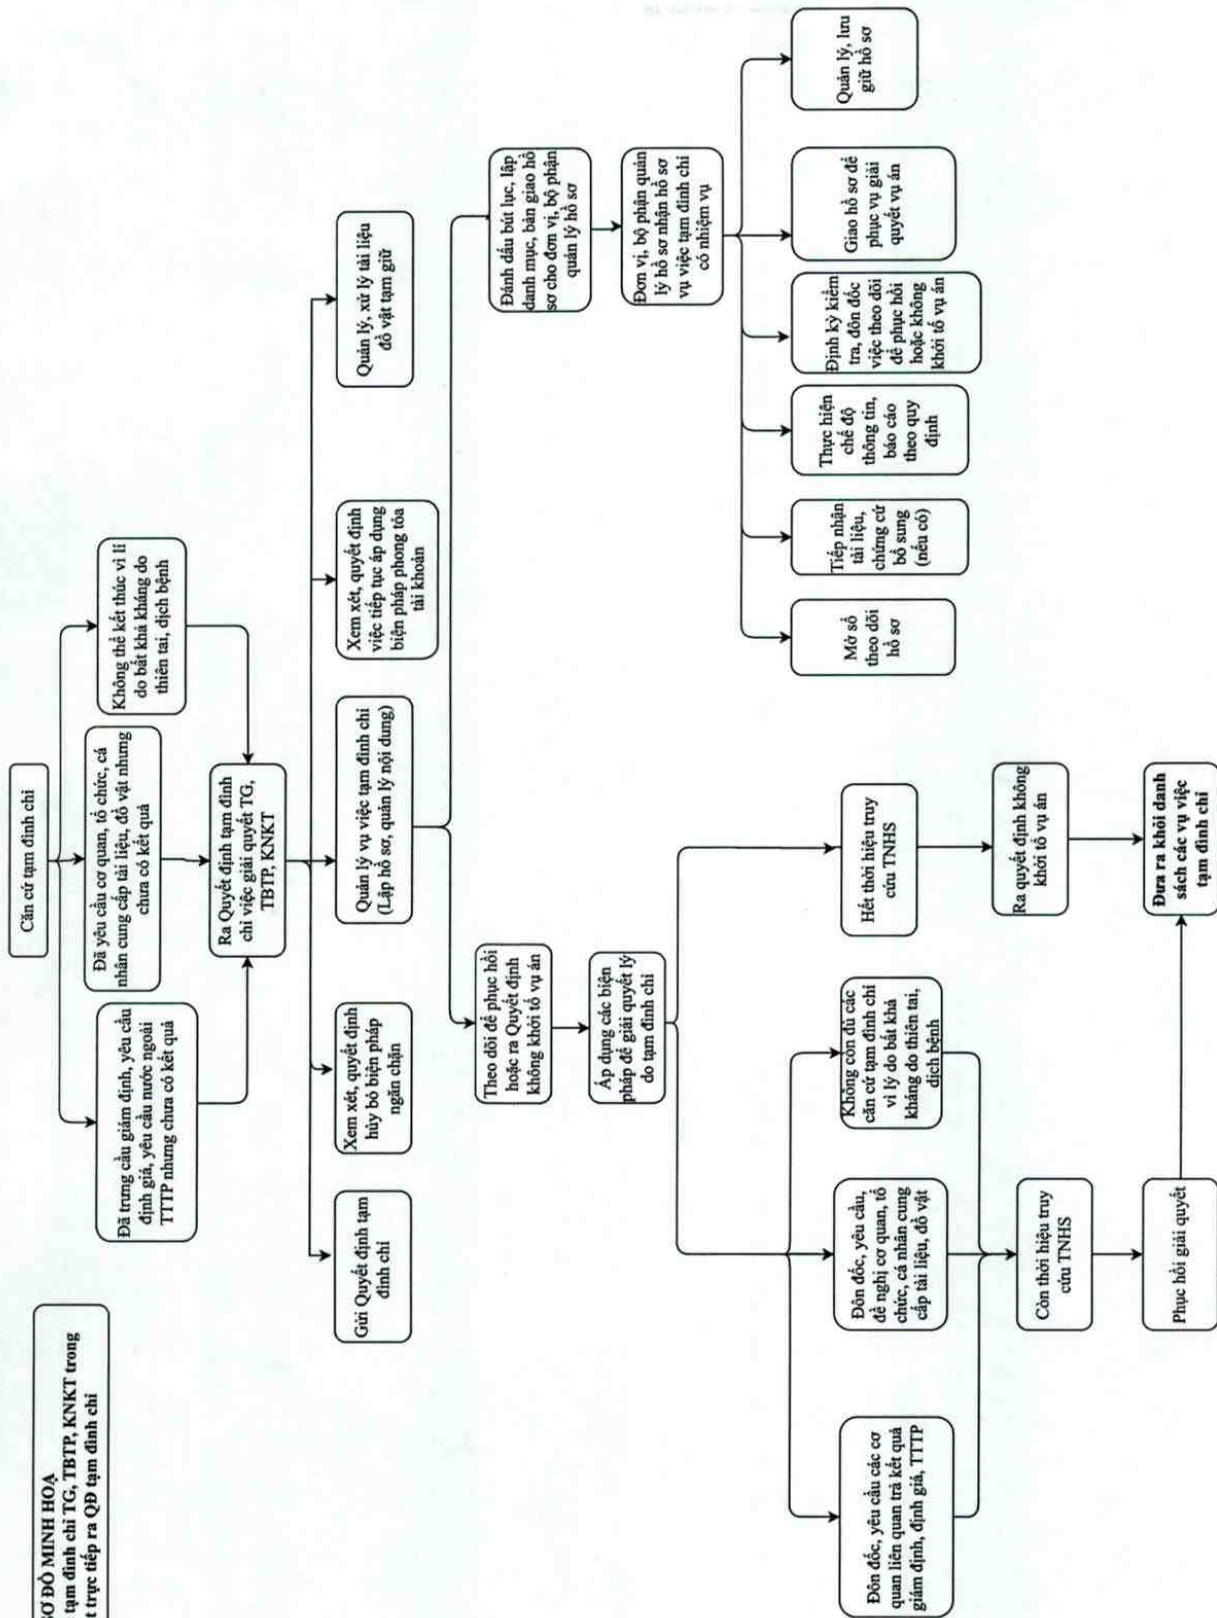 SƠ ĐỒ MINH HOẠ
tạm đình chỉ TG, TBTP, KNKT trong
trực tiếp ra QĐ tạm đình chỉ
Căn cứ tạm đình chỉ
Đã trưng cầu giám định, yêu cầu
định giá, yêu cầu nước ngoài
TTTP nhưng chưa có kết quả
Đã yêu cầu cơ quan, tổ chức, cá
nhân cung cấp tài liệu, đồ vật nhưng
chưa có kết quả
Không thể kết thúc vì lí
do bất khả kháng do
thiên tai, dịch bệnh
Ra Quyết định tạm đình
chỉ việc giải quyết TG,
TBTP, KNKT
Gửi Quyết định tạm
đình chỉ
Xem xét, quyết định
hủy bỏ biện pháp
ngăn chặn
Quản lý vụ việc tạm đình chỉ
(Lập hồ sơ, quản lý nội dung)
Xem xét, quyết định
việc tiếp tục áp dụng
biện pháp phong tỏa
tài khoản
Quản lý, xử lý tài liệu
đồ vật tạm giữ
Theo dõi để phục hồi
hoặc ra Quyết định
không khởi tố vụ án
Đánh dấu bút lục, lập
danh mục, bàn giao hồ
sơ cho đơn vị, bộ phận
quản lý hồ sơ
Áp dụng các biện
pháp để giải quyết lý
do tạm đình chỉ
Đơn vị, bộ phận quản
lý hồ sơ nhận hồ sơ
vụ việc tạm đình chỉ
có nhiệm vụ
Đôn đốc, yêu cầu các cơ
quan liên quan trả kết quả
giám định, định giá, TTTP
Đôn đốc, yêu cầu,
đề nghị cơ quan, tổ
chức, cá nhân cung
cấp tài liệu, đồ vật
Không còn đủ các
căn cứ tạm đình chỉ
vì lý do bất khả
kháng do thiên tai,
dịch bệnh
Hết thời hiệu truy
cứu TNHS
Mở sổ
theo dõi
hồ sơ
Tiếp nhận
tài liệu,
chứng cứ
bổ sung
(nếu có)
Thực hiện
chế độ
thông tin,
báo cáo
theo quy
định
Định kỳ kiểm
tra, đôn đốc
việc theo dõi
để phục hồi
hoặc không
khởi tố vụ án
Giao hồ sơ để
phục vụ giải
quyết vụ án
Quản lý, lưu
giữ hồ sơ
Còn thời hiệu truy
cứu TNHS
Ra quyết định không
khởi tố vụ án
Phục hồi giải quyết
Đưa ra khỏi danh
sách các vụ việc
tạm đình chỉ